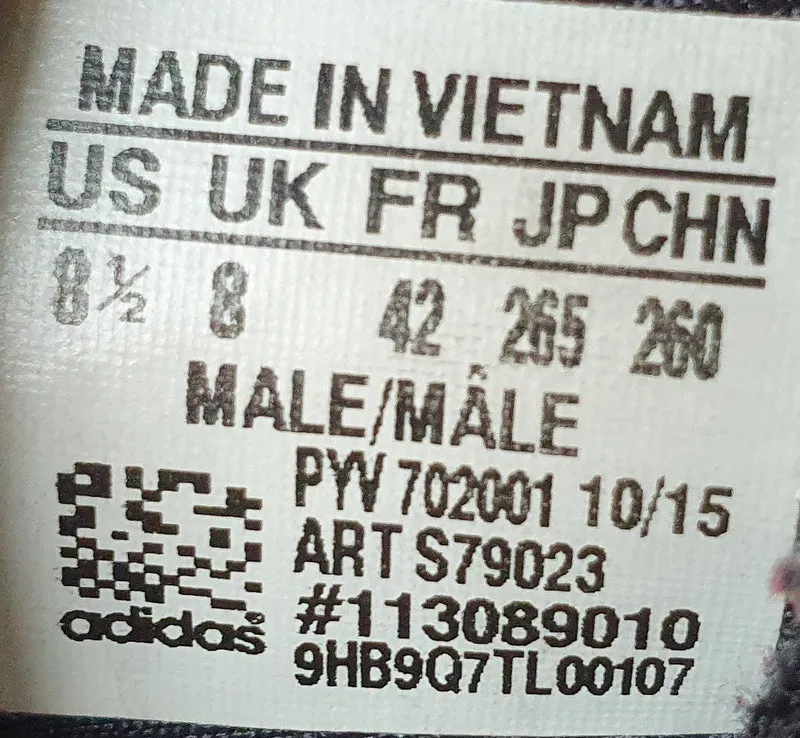 MADE IN VIETNAM
US UK FR JP CHN
8½ 8 42 265 260
MALE/MÂLE
PYV 702001 10/15
ART S79023
#113089010
adidas®
9HB9Q7TL00107